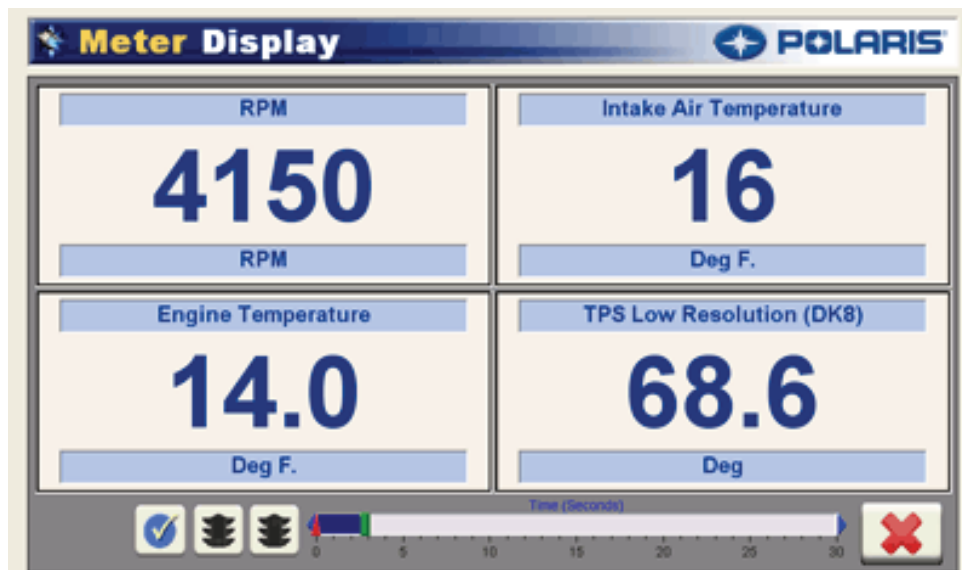 Meter Display
POLARIS
RPM
4150
RPM
Intake Air Temperature
16
Deg F.
Engine Temperature
14.0
Deg F.
TPS Low Resolution (DK8)
68.6
Deg
Time (Seconds)
0 5 10 15 20 25 30